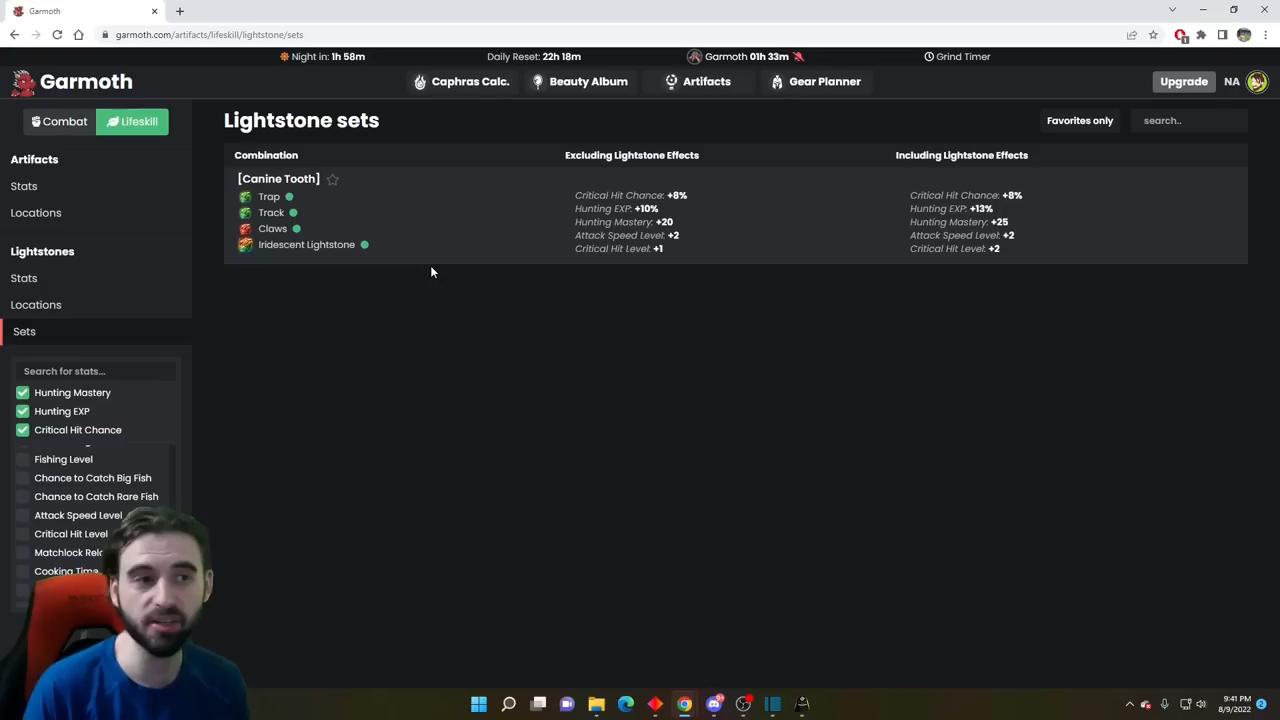 Garmoth
garmoth.com/artifacts/lifeskill/lightstone/sets
1
Night in: 1h 58m
Daily Reset: 22h 18m
Garmoth 01h 33m
Grind Timer
Garmoth
Caphras Calc.
Beauty Album
Artifacts
Gear Planner
Upgrade
NA
Combat
Lifeskill
Artifacts
Stats
Locations
Lightstones
Stats
Locations
Sets
Search for stats...
Hunting Mastery
Hunting EXP
Critical Hit Chance
Fishing Level
Chance to Catch Big Fish
Chance to Catch Rare Fish
Attack Speed Level
Critical Hit Level
Matchlock Relo
Cooking Time
Lightstone sets
Favorites only
search..
Combination
Excluding Lightstone Effects
Including Lightstone Effects
[Canine Tooth]
Trap
Track
Claws
Iridescent Lightstone
Critical Hit Chance: +8%
Hunting EXP: +10%
Hunting Mastery: +20
Attack Speed Level: +2
Critical Hit Level: +1
Critical Hit Chance: +8%
Hunting EXP: +13%
Hunting Mastery: +25
Attack Speed Level: +2
Critical Hit Level: +2
9:41 PM
8/9/2022
2